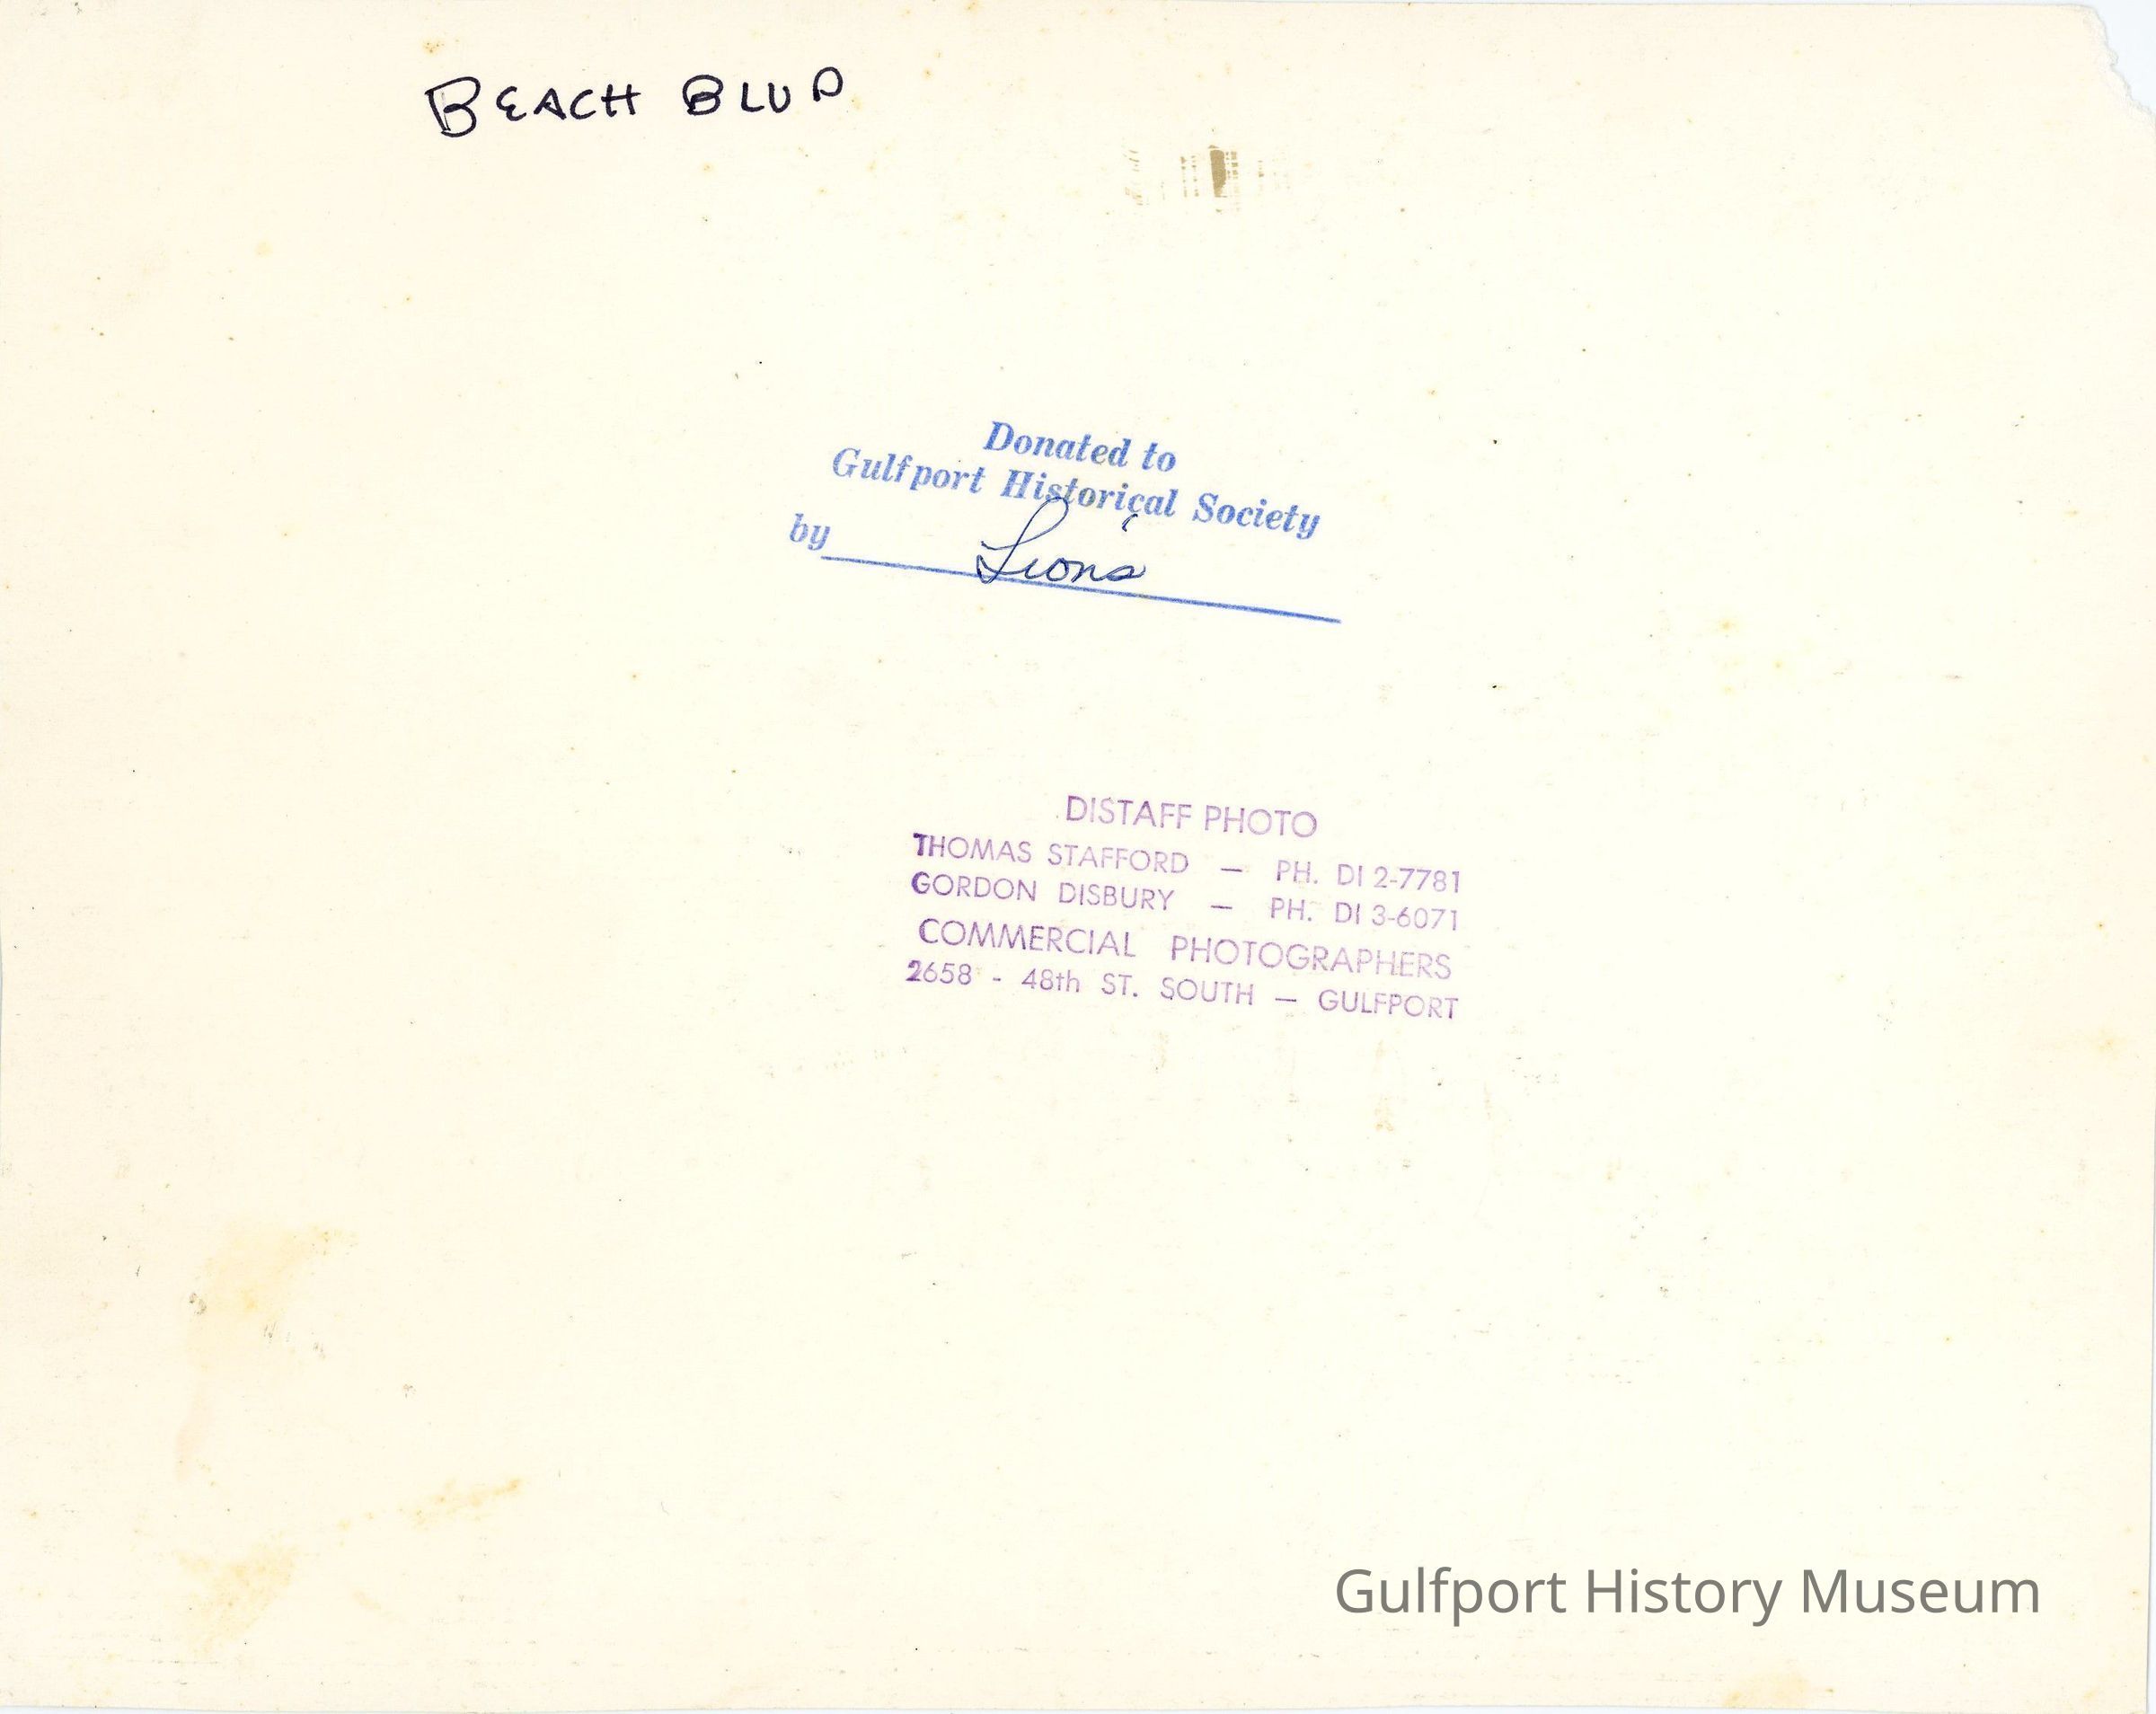 BEACH BLVD
Donated to
Gulfport Historical Society
by Lions
DISTAFF PHOTO
THOMAS STAFFORD — PH. DI 2-7781
GORDON DISBURY — PH. DI 3-6071
COMMERCIAL PHOTOGRAPHERS
2658 - 48th ST. SOUTH — GULFPORT
Gulfport History Museum